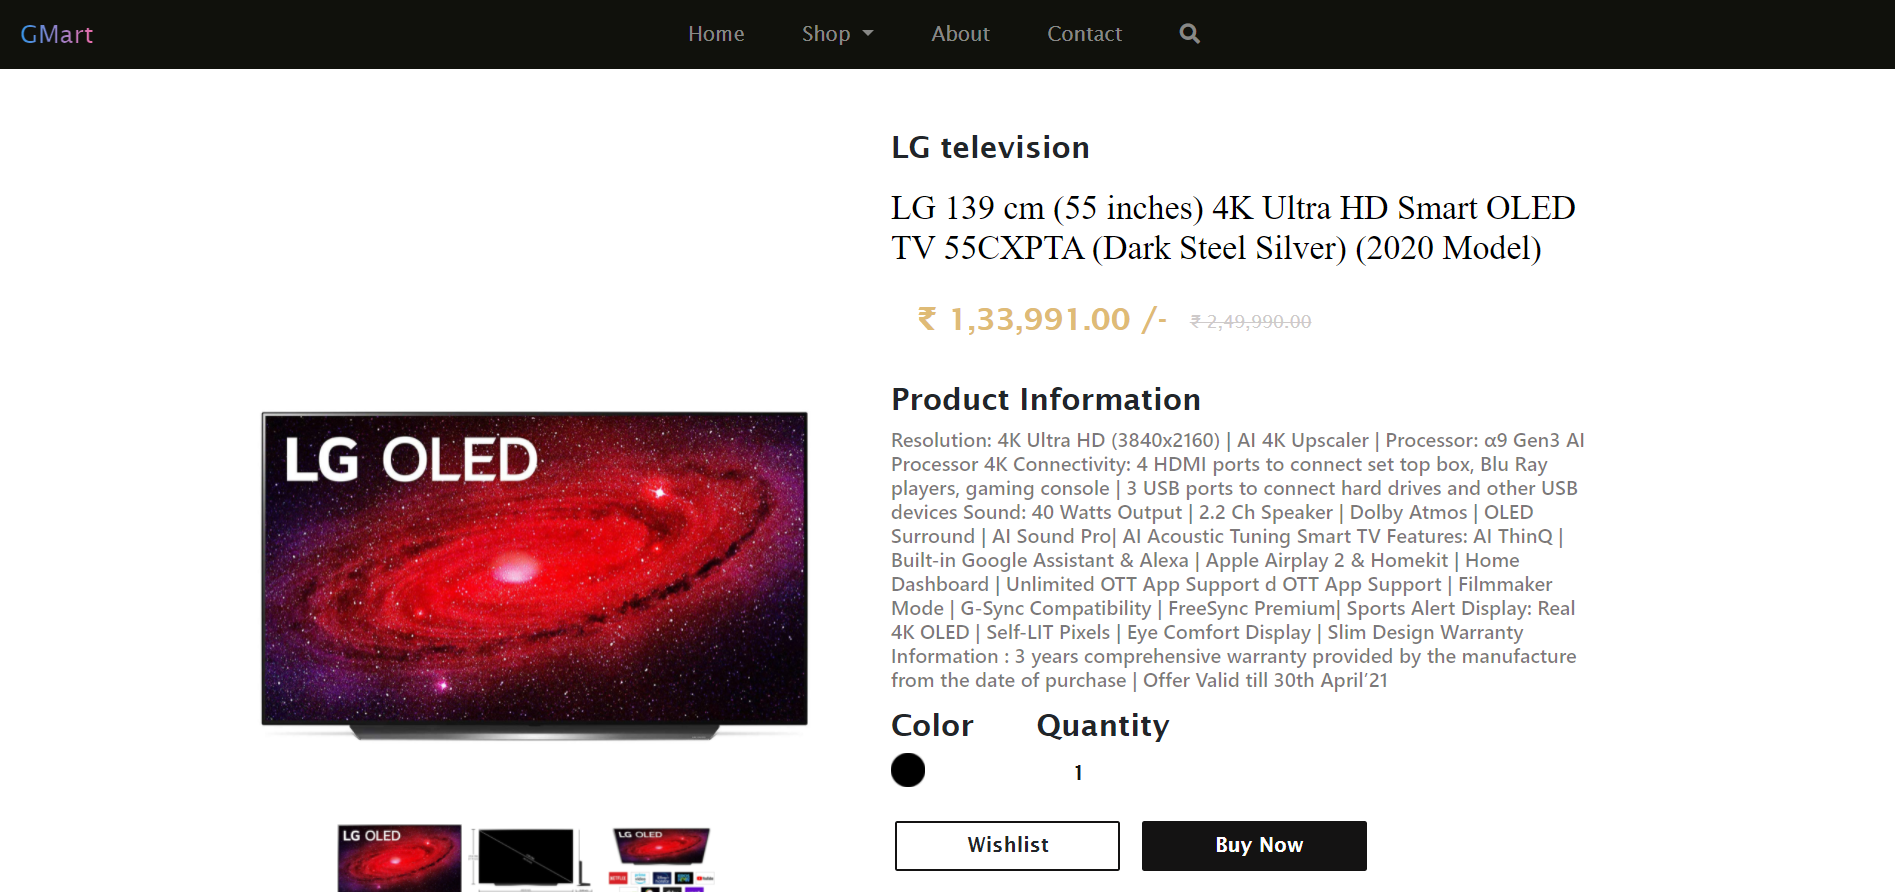 GMart
Home
Shop
About
Contact
LG television
LG 139 cm (55 inches) 4K Ultra HD Smart OLED
TV 55CXPTA (Dark Steel Silver) (2020 Model)
₹ 1,33,991.00 /-
₹ 2,49,990.00
LG OLED
Product Information
Resolution: 4K Ultra HD (3840x2160) | AI 4K Upscaler | Processor: α9 Gen3 AI
Processor 4K Connectivity: 4 HDMI ports to connect set top box, Blu Ray
players, gaming console | 3 USB ports to connect hard drives and other USB
devices Sound: 40 Watts Output | 2.2 Ch Speaker | Dolby Atmos | OLED
Surround | AI Sound Pro| AI Acoustic Tuning Smart TV Features: AI ThinQ |
Built-in Google Assistant & Alexa | Apple Airplay 2 & Homekit | Home
Dashboard | Unlimited OTT App Support d OTT App Support | Filmmaker
Mode | G-Sync Compatibility | FreeSync Premium| Sports Alert Display: Real
4K OLED | Self-LIT Pixels | Eye Comfort Display | Slim Design Warranty
Information : 3 years comprehensive warranty provided by the manufacture
from the date of purchase | Offer Valid till 30th April’21
Color
Quantity
1
LG OLED
LG OLED
NETFLIX
Wishlist
Buy Now